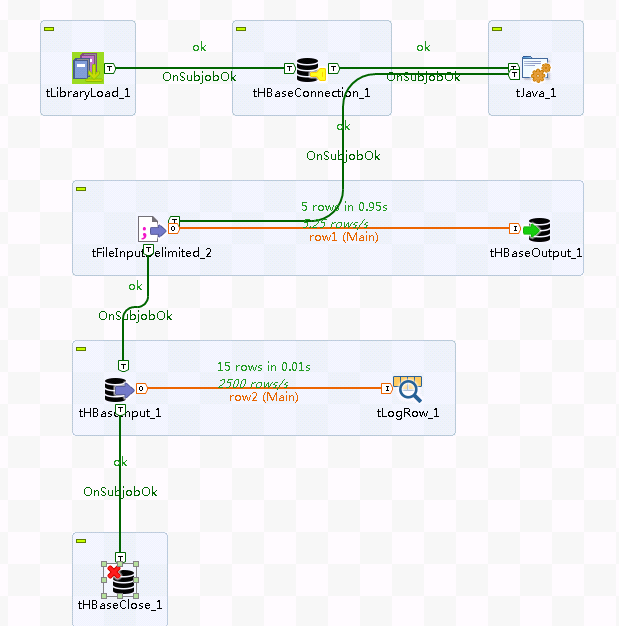 ok
ok
OnSubjobOk
OnSubjobOk
tLibraryLoad_1
tHBaseConnection_1
tJava_1
ok
OnSubjobOk
5 rows in 0.95s
5.25 rows/s
row1 (Main)
tFileInputDelimited_2
tHBaseOutput_1
ok
OnSubjobOk
15 rows in 0.01s
2500 rows/s
row2 (Main)
tHBaseInput_1
tLogRow_1
ok
OnSubjobOk
tHBaseClose_1